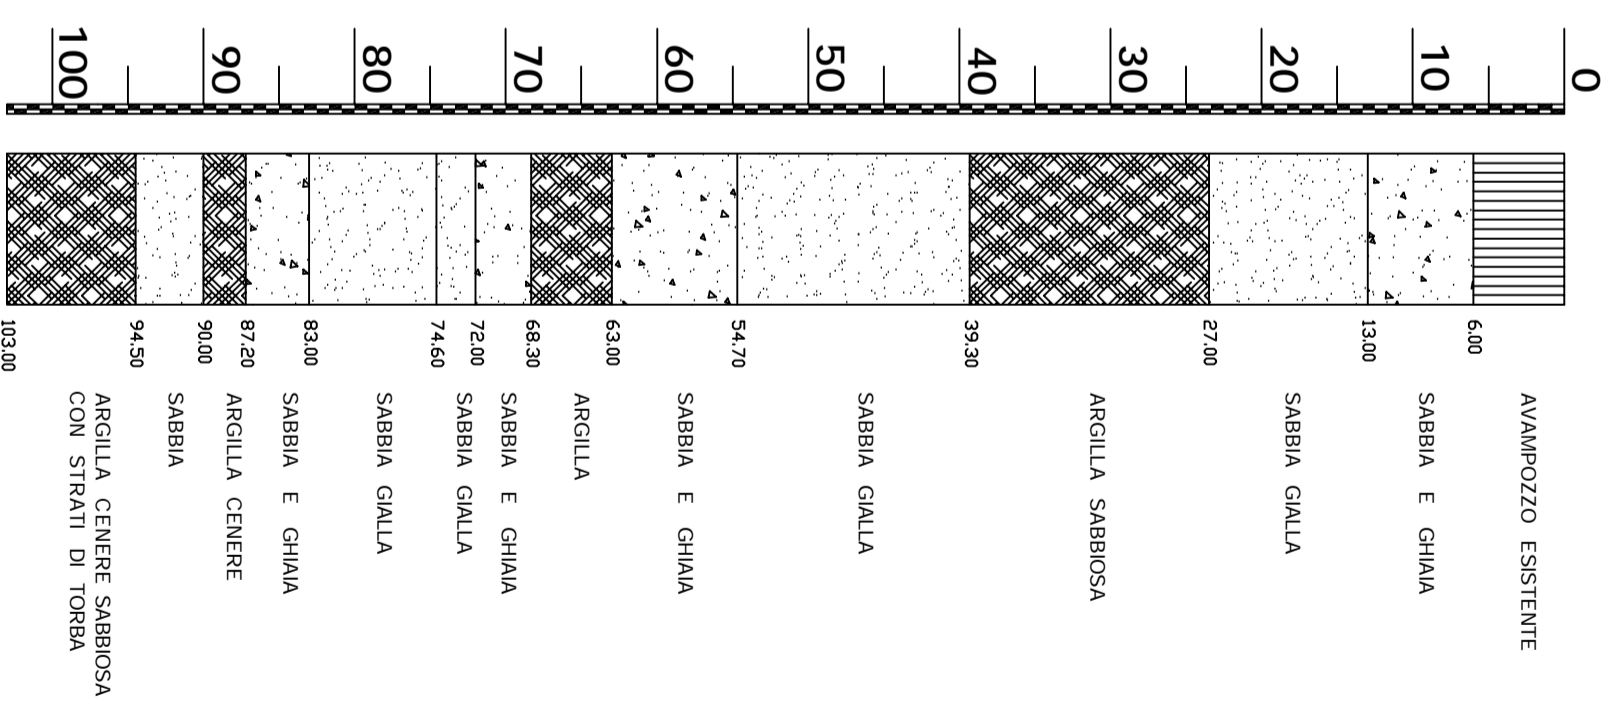 0
10
20
30
40
50
60
70
80
90
100
6.00
13.00
27.00
39.30
54.70
63.00
68.30
72.00
74.60
83.00
87.20
90.00
94.50
103.00
AVAMPOZZO ESISTENTE
SABBIA E GHIAIA
SABBIA GIALLA
ARGILLA SABBIOSA
SABBIA GIALLA
SABBIA E GHIAIA
ARGILLA
SABBIA E GHIAIA
SABBIA GIALLA
SABBIA GIALLA
SABBIA E GHIAIA
ARGILLA CENERE
SABBIA
ARGILLA CENERE SABBIOSA
CON STRATI DI TORBA